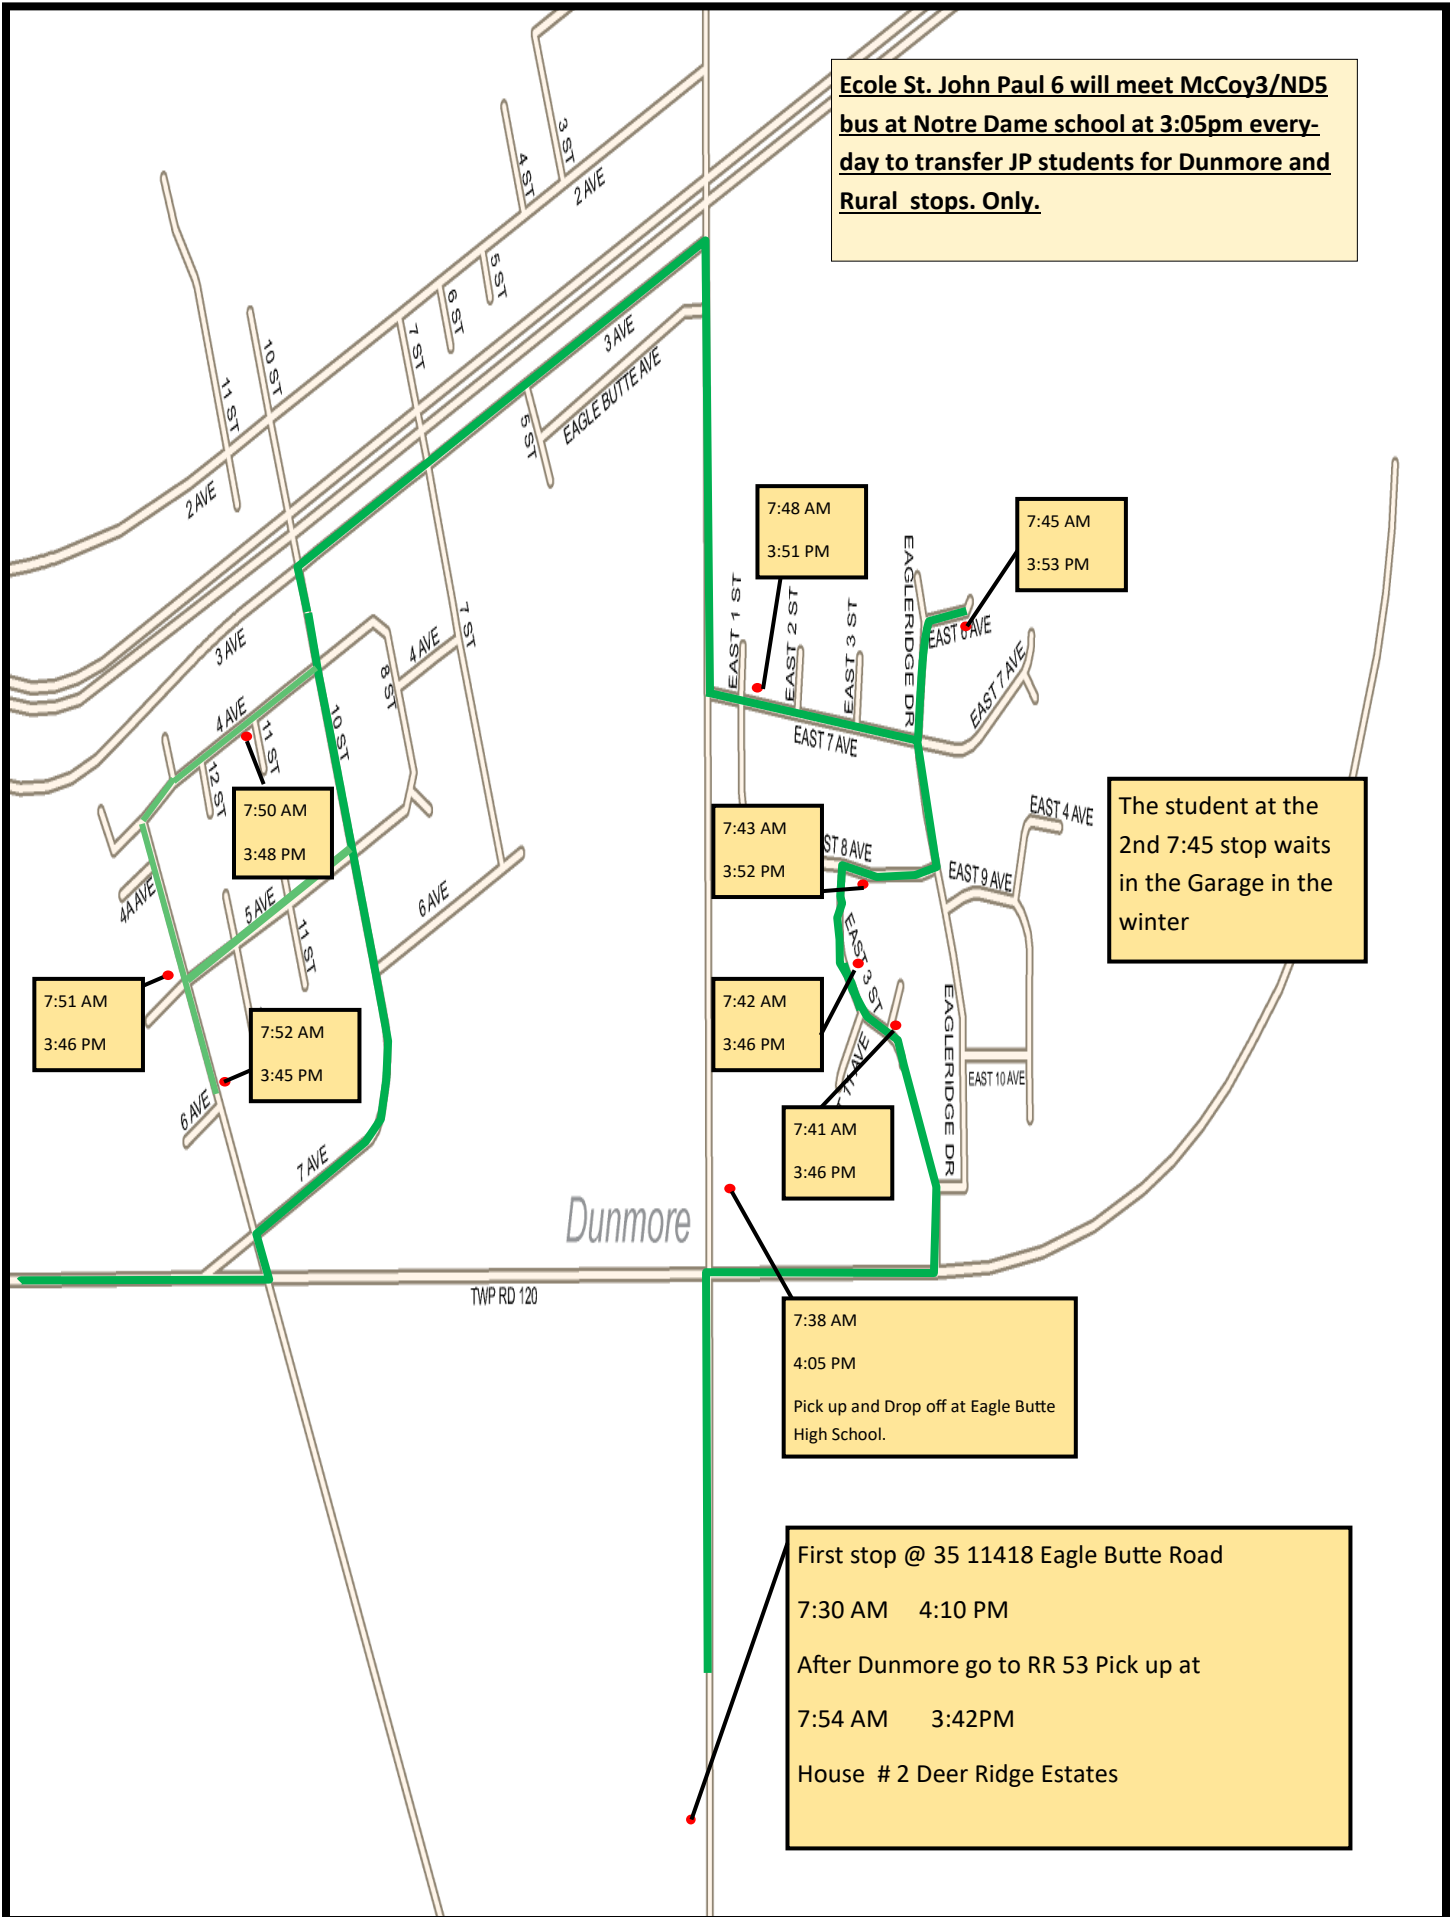 Ecole St. John Paul 6 will meet McCoy3/ND5
bus at Notre Dame school at 3:05pm every-
day to transfer JP students for Dunmore and
Rural stops. Only.
3 ST
4 ST
2 AVE
5 ST
6 ST
7 ST
3 AVE
EAGLE BUTTE AVE
10 ST
11 ST
5 ST
2 AVE
7:48 AM
3:51 PM
7:45 AM
3:53 PM
EAGLERIDGE DR
EAST 1 ST
EAST 2 ST
EAST 3 ST
EAST 6 AVE
EAST 7 AVE
EAST 7 AVE
3 AVE
7 ST
4 AVE
8 ST
4 AVE
11 ST
10 ST
12 ST
7:50 AM
3:48 PM
7:43 AM
3:52 PM
ST 8 AVE
EAST 4 AVE
EAST 9 AVE
The student at the
2nd 7:45 stop waits
in the Garage in the
winter
4A AVE
5 AVE
11 ST
6 AVE
EAST 3 ST
7:51 AM
3:46 PM
7:52 AM
3:45 PM
7:42 AM
3:46 PM
EAGLERIDGE DR
EAST 10 AVE
6 AVE
7 AVE
7:41 AM
3:46 PM
Dunmore
TWP RD 120
7:38 AM
4:05 PM
Pick up and Drop off at Eagle Butte
High School.
First stop @ 35 11418 Eagle Butte Road
7:30 AM 4:10 PM
After Dunmore go to RR 53 Pick up at
7:54 AM 3:42PM
House # 2 Deer Ridge Estates